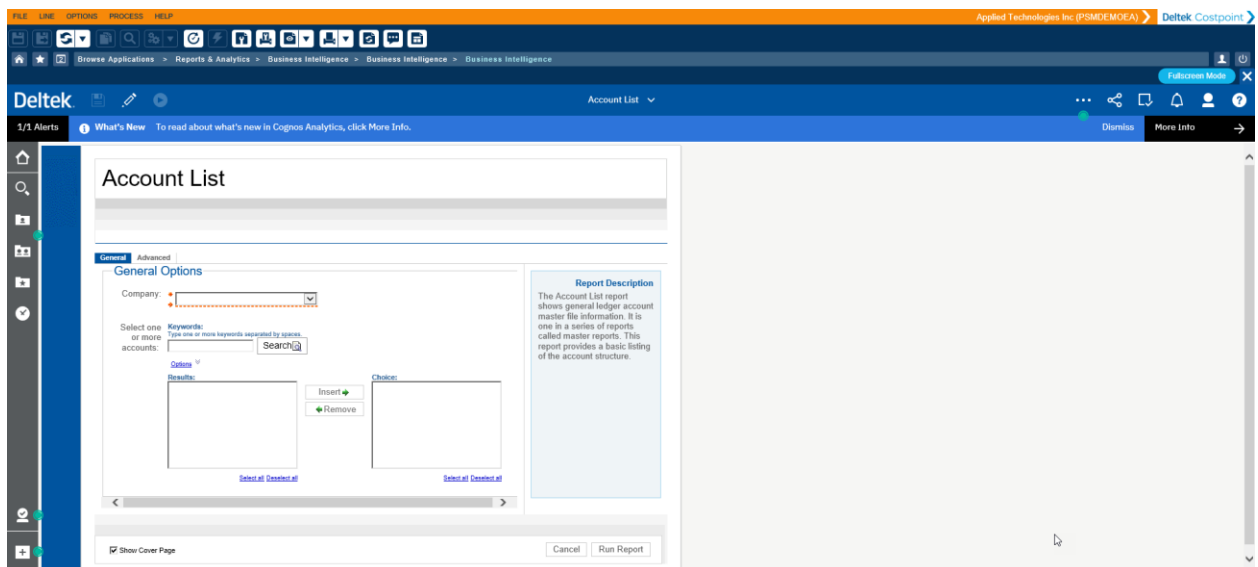 FILE LINE OPTIONS PROCESS HELP
Applied Technologies Inc (PSMDEMOEA) Deltek Costpoint
Browse Applications > Reports & Analytics > Business Intelligence > Business Intelligence > Business Intelligence
Fullscreen Mode
Deltek.
Account List
1/1 Alerts What's New To read about what's new in Cognos Analytics, click More Info. Dismiss More Info
Account List
General Advanced
General Options
Company:
Select one or more accounts:
Keywords:
Type one or more keywords separated by spaces.
Search
Options
Results:
Choice:
Insert
Remove
Select all Deselect all
Select all Deselect all
Report Description
The Account List report
shows general ledger account
master file information. It is
one in a series of reports
called master reports. This
report provides a basic listing
of the account structure.
Show Cover Page
Cancel Run Report